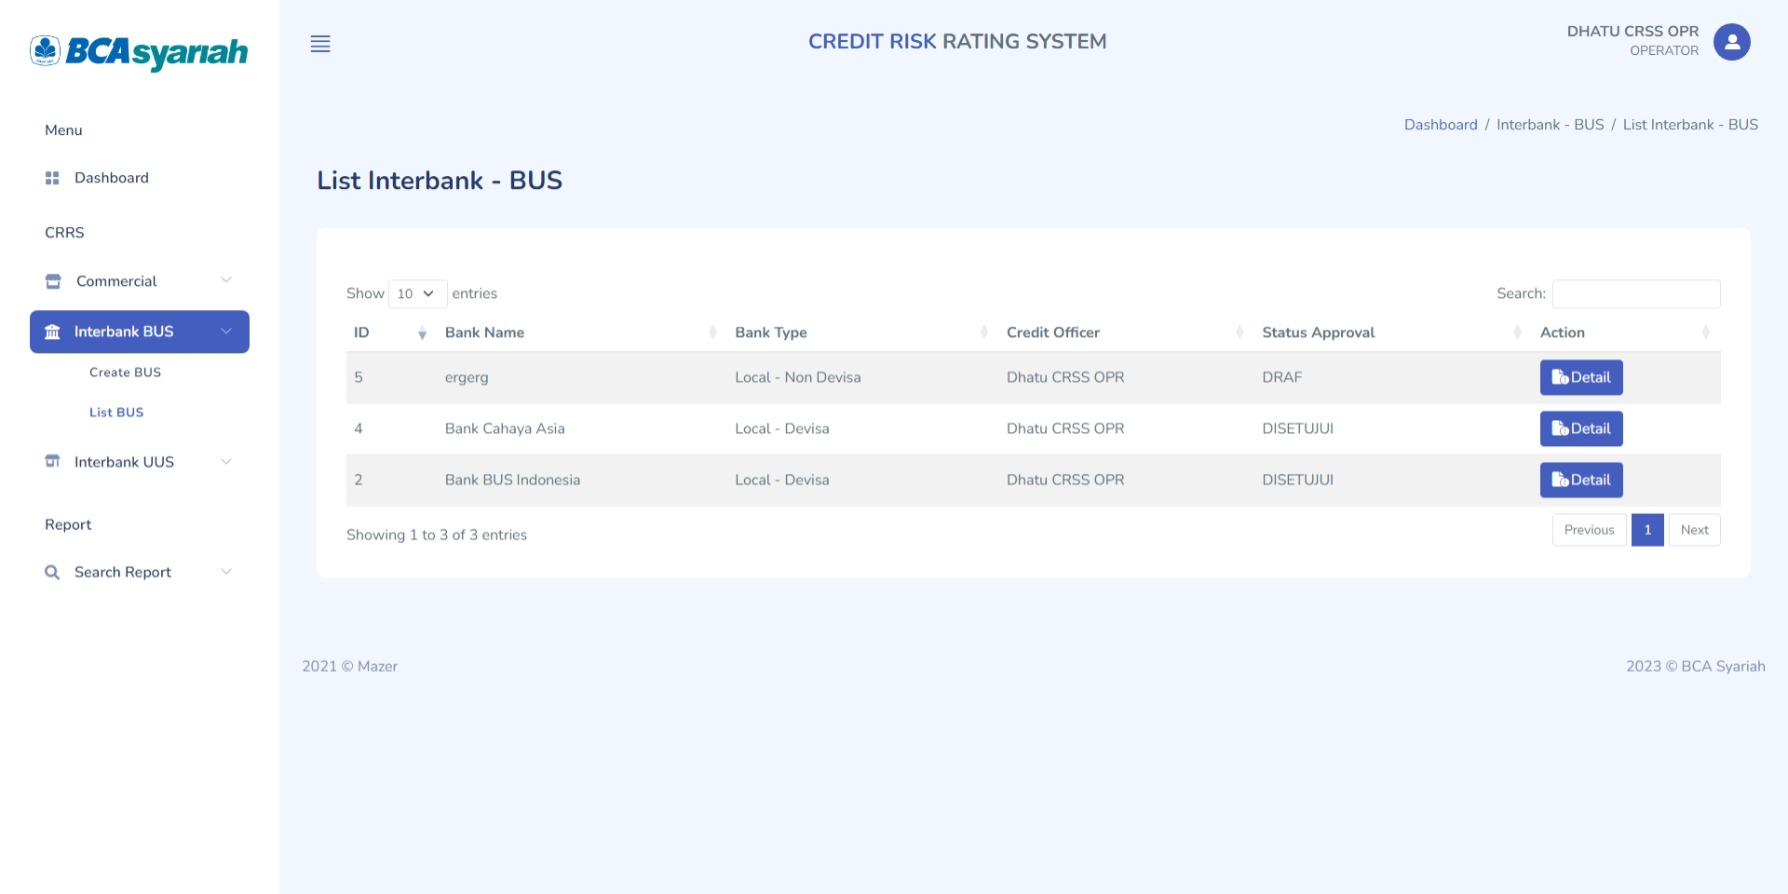 BCAsyariah
CREDIT RISK RATING SYSTEM
DHATU CRSS OPR
OPERATOR
Menu
Dashboard
CRRS
Commercial
Interbank BUS
Create BUS
List BUS
Interbank UUS
Report
Search Report
Dashboard / Interbank - BUS / List Interbank - BUS
List Interbank - BUS
Show 10 entries
Search:
ID Bank Name Bank Type Credit Officer Status Approval Action
5 ergerg Local - Non Devisa Dhatu CRSS OPR DRAF Detail
4 Bank Cahaya Asia Local - Devisa Dhatu CRSS OPR DISETUJUI Detail
2 Bank BUS Indonesia Local - Devisa Dhatu CRSS OPR DISETUJUI Detail
Showing 1 to 3 of 3 entries
Previous 1 Next
2021 © Mazer
2023 © BCA Syariah